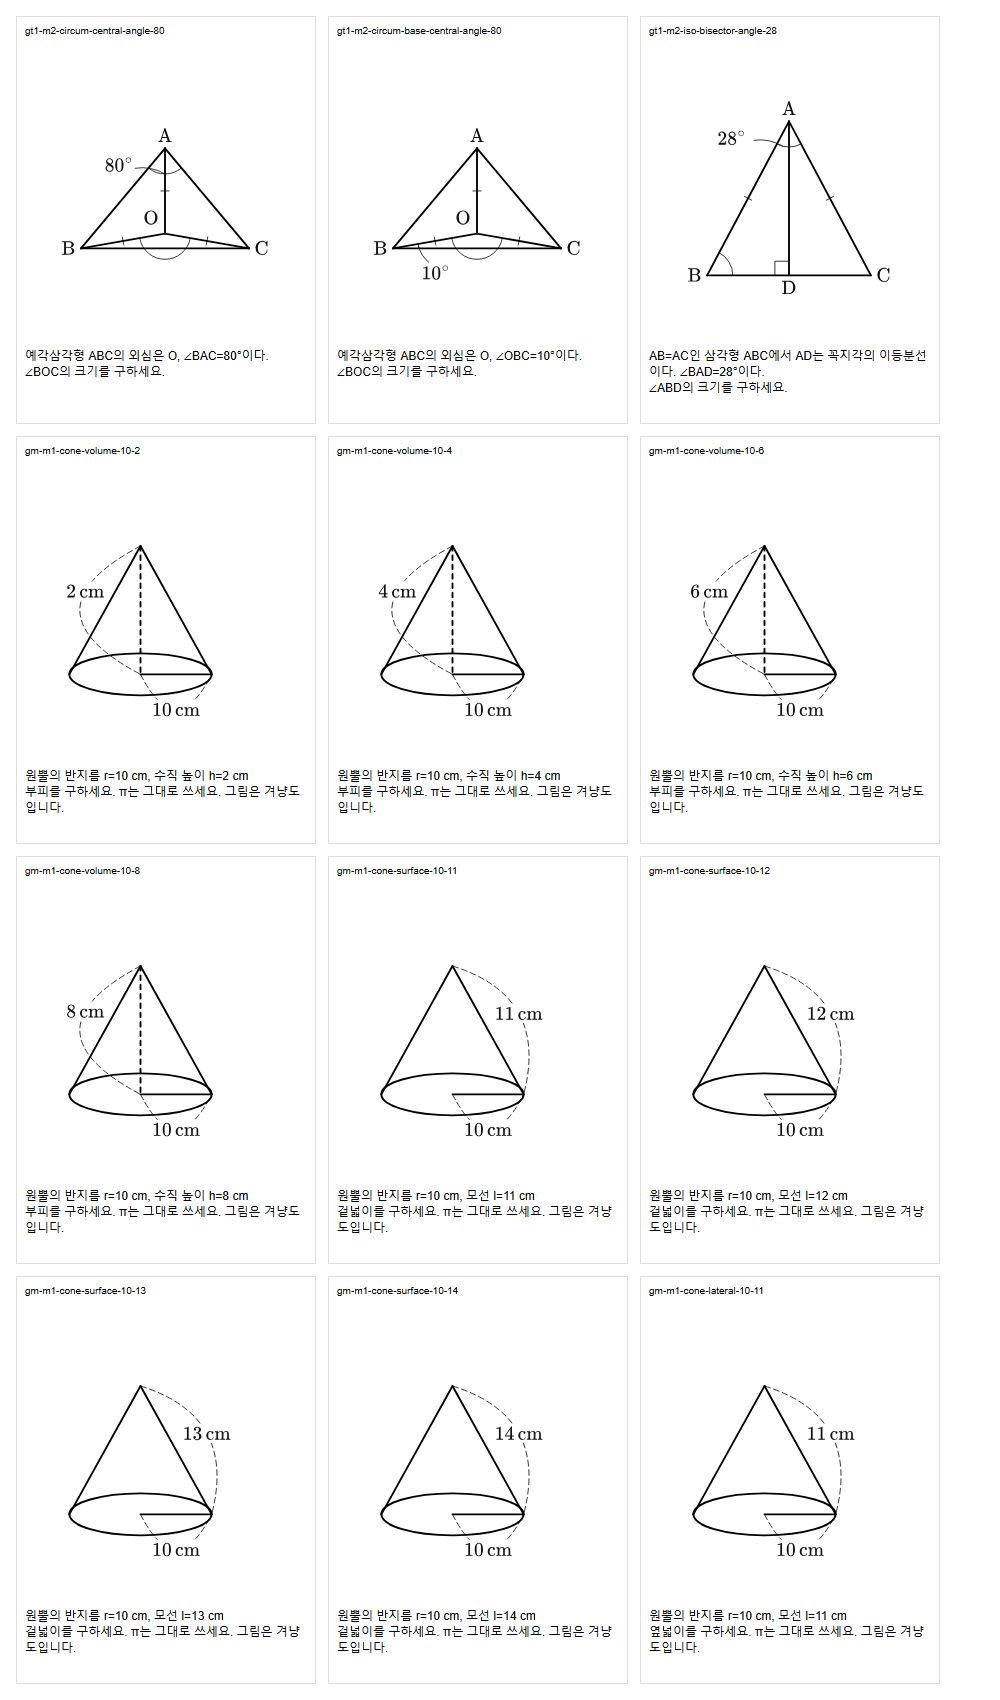 gt1-m2-circum-central-angle-80
A
80°
O
B
C
예각삼각형 ABC의 외심은 O, ∠BAC=80°이다.
∠BOC의 크기를 구하세요.
gt1-m2-circum-base-central-angle-80
A
O
B
C
10°
예각삼각형 ABC의 외심은 O, ∠OBC=10°이다.
∠BOC의 크기를 구하세요.
gt1-m2-iso-bisector-angle-28
A
28°
B
C
D
AB=AC인 삼각형 ABC에서 AD는 꼭지각의 이등분선
이다. ∠BAD=28°이다.
∠ABD의 크기를 구하세요.
gm-m1-cone-volume-10-2
2 cm
10 cm
원뿔의 반지름 r=10 cm, 수직 높이 h=2 cm
부피를 구하세요. π는 그대로 쓰세요. 그림은 겨냥도
입니다.
gm-m1-cone-volume-10-4
4 cm
10 cm
원뿔의 반지름 r=10 cm, 수직 높이 h=4 cm
부피를 구하세요. π는 그대로 쓰세요. 그림은 겨냥도
입니다.
gm-m1-cone-volume-10-6
6 cm
10 cm
원뿔의 반지름 r=10 cm, 수직 높이 h=6 cm
부피를 구하세요. π는 그대로 쓰세요. 그림은 겨냥도
입니다.
gm-m1-cone-volume-10-8
8 cm
10 cm
원뿔의 반지름 r=10 cm, 수직 높이 h=8 cm
부피를 구하세요. π는 그대로 쓰세요. 그림은 겨냥도
입니다.
gm-m1-cone-surface-10-11
11 cm
10 cm
원뿔의 반지름 r=10 cm, 모선 l=11 cm
겉넓이를 구하세요. π는 그대로 쓰세요. 그림은 겨냥
도입니다.
gm-m1-cone-surface-10-12
12 cm
10 cm
원뿔의 반지름 r=10 cm, 모선 l=12 cm
겉넓이를 구하세요. π는 그대로 쓰세요. 그림은 겨냥
도입니다.
gm-m1-cone-surface-10-13
13 cm
10 cm
원뿔의 반지름 r=10 cm, 모선 l=13 cm
겉넓이를 구하세요. π는 그대로 쓰세요. 그림은 겨냥
도입니다.
gm-m1-cone-surface-10-14
14 cm
10 cm
원뿔의 반지름 r=10 cm, 모선 l=14 cm
겉넓이를 구하세요. π는 그대로 쓰세요. 그림은 겨냥
도입니다.
gm-m1-cone-lateral-10-11
11 cm
10 cm
원뿔의 반지름 r=10 cm, 모선 l=11 cm
옆넓이를 구하세요. π는 그대로 쓰세요. 그림은 겨냥
도입니다.